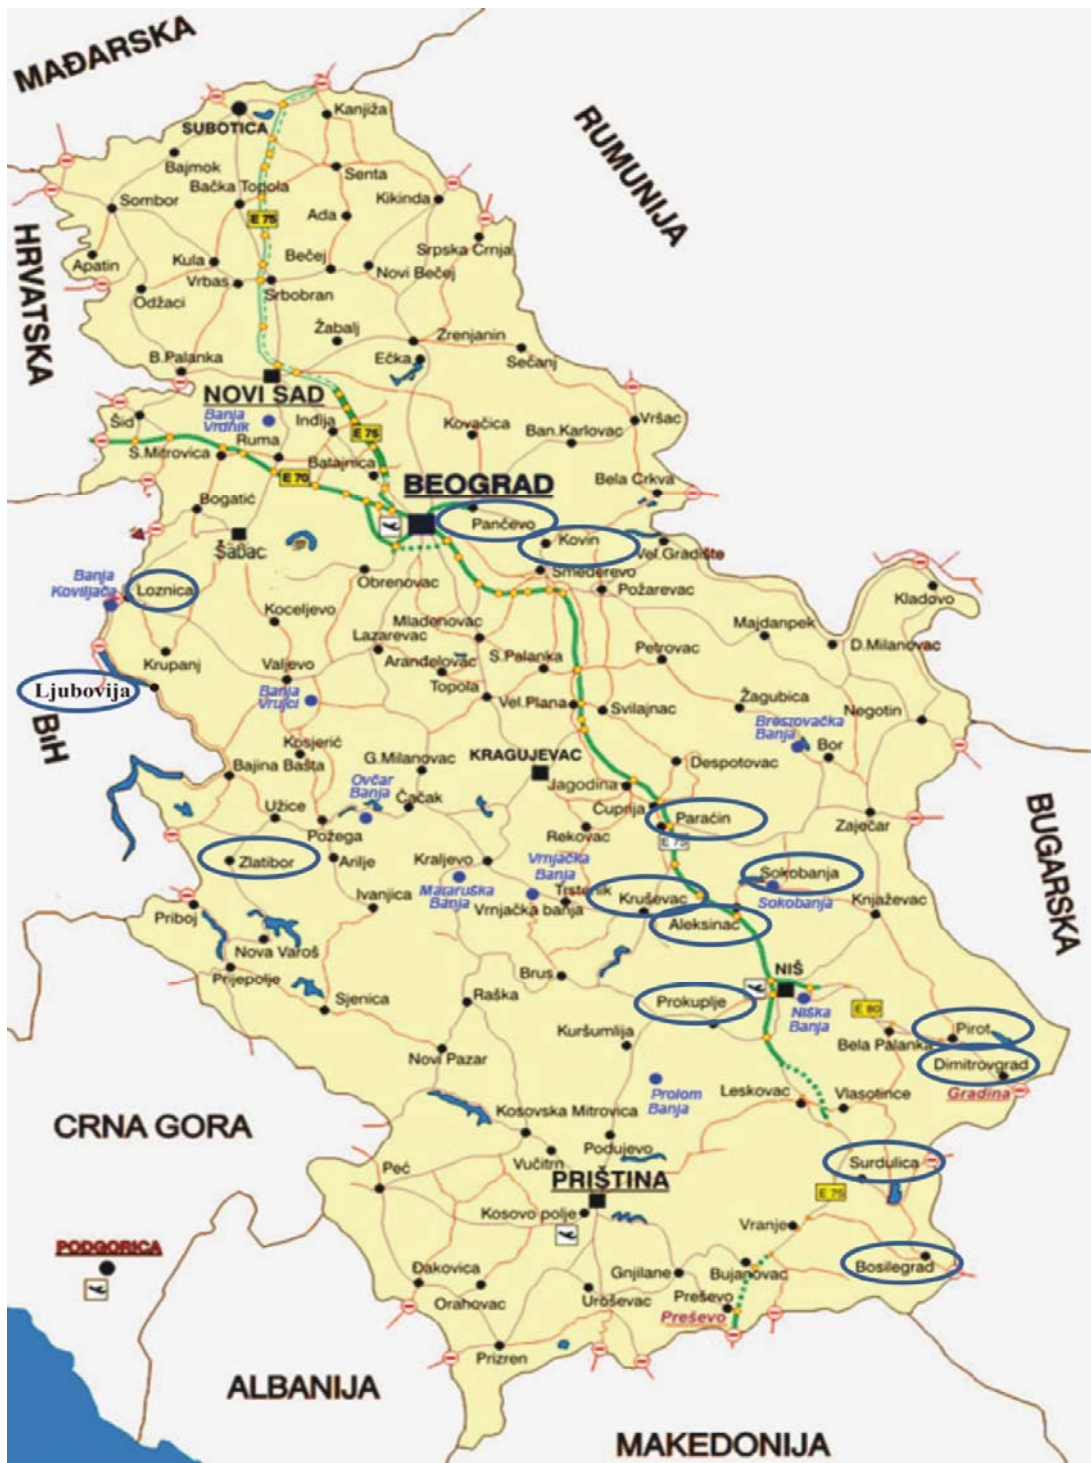 MAĐARSKA
RUMUNIJA
HRVATSKA
SUBOTICA
Kanjiža
Bajmok
Senta
Bačka Topola
Kikinda
Sombor
Ada
E 75
Srpska Crnja
Apatin
Kula
Bečej
Novi Bečej
Vrbas
Srbobran
Odžaci
Žabalj
Zrenjanin
Ečka
Sečanj
B.Palanka
NOVI SAD
Banja
Vrdnik
Inđija
Kovačica
Vršac
Šid
E 75
Ban.Karlovac
S.Mitrovica
Ruma
Batajnica
E 70
BEOGRAD
Bela Crkva
Bogatić
Pančevo
Kovin
Vel.Gradište
Šabac
Banja
Koviljača
Loznica
Obrenovac
Smederevo
Požarevac
Kladovo
Koceljevo
Mladenovac
Lazarevac
Majdanpek
D.Milanovac
Krupanj
Valjevo
Aranđelovac
S.Palanka
Petrovac
Ljubovija
Banja
Vrujci
Topola
Vel.Plana
Svilajnac
Žagubica
Negotin
BiH
Breszovačka
Banja
Bor
Kosjerić
G.Milanovac
KRAGUJEVAC
Despotovac
Bajina Bašta
Ovčar
Banja
Čačak
Jagodina
Užice
Požega
Ćuprija
Paraćin
Zaječar
BUGARSKA
Rekovac
E 75
Zlatibor
Arilje
Kraljevo
Vrnjačka
Banja
Sokobanja
Ivanjica
Mataruška
Banja
Trstenik
Vrnjačka banja
Kruševac
Sokobanja
Knjaževac
Priboj
Aleksinac
Nova Varoš
Prijepolje
Brus
NIŠ
Sjenica
Raška
Prokuplje
Niška
Banja
E 80
Pirot
Kuršumlija
Bela Palanka
Novi Pazar
Dimitrovgrad
Gradina
Prolom
Banja
Leskovac
Vlasotince
CRNA GORA
Kosovska Mitrovica
Podujevo
Vučitrn
Surdulica
Peć
PRIŠTINA
E 75
Kosovo polje
Vranje
PODGORICA
Đakovica
Gnjilane
Bujanovac
Bosilegrad
Orahovac
Uroševac
Preševo
Preševo
Prizren
ALBANIJA
MAKEDONIJA